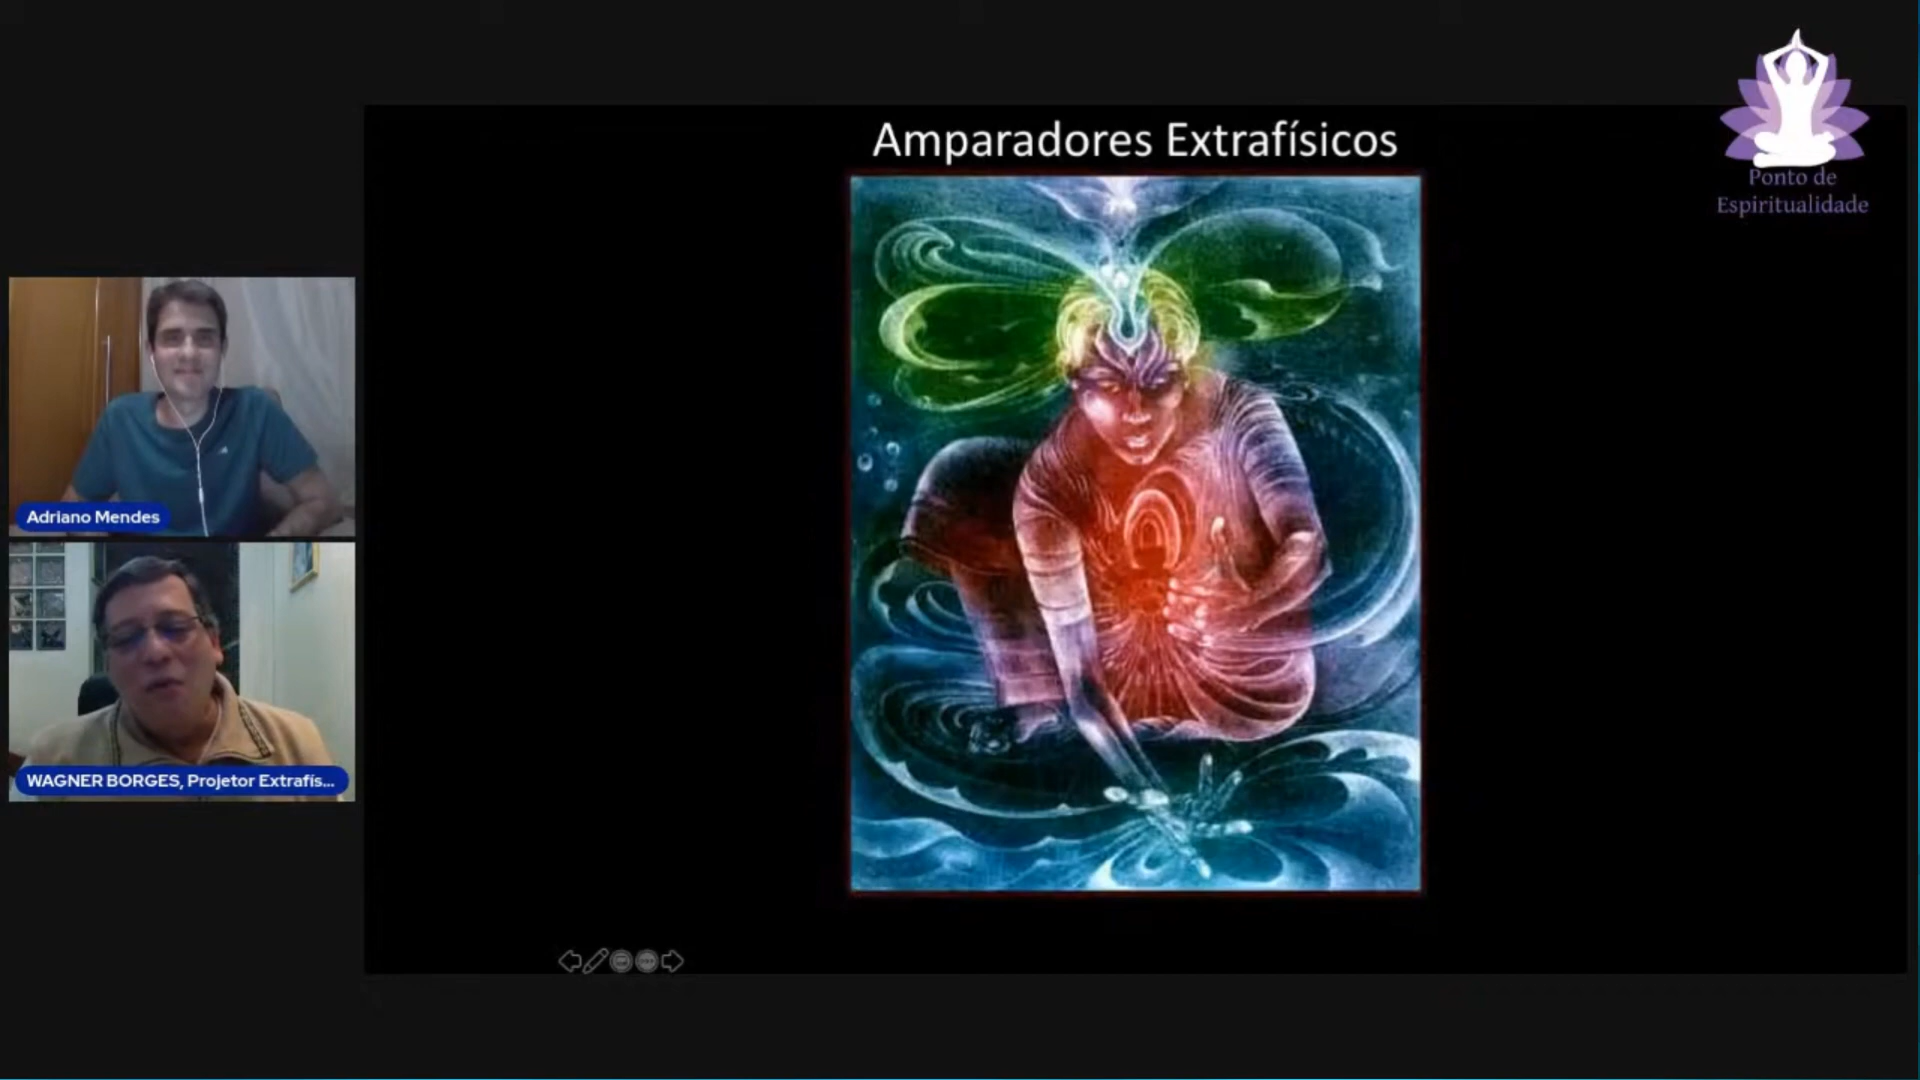 Amparadores Extrafísicos
Ponto de
Espiritualidade
Adriano Mendes
WAGNER BORGES, Projetor Extrafís...